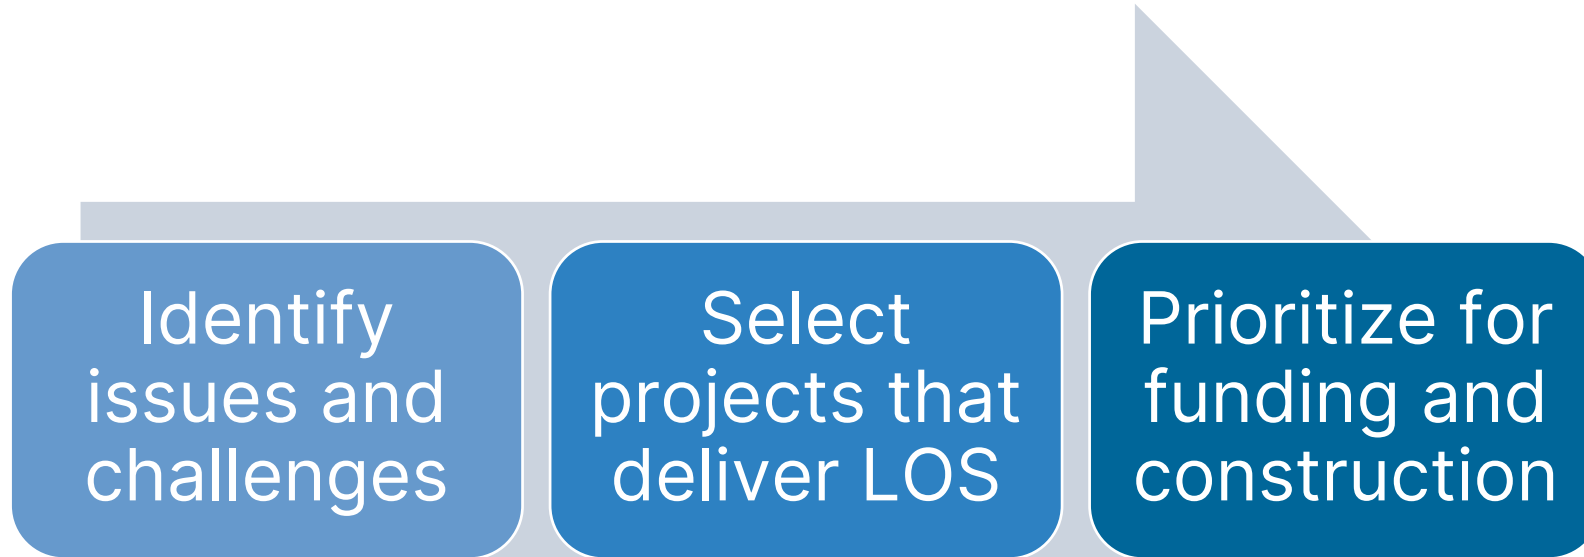 Identify
issues and
challenges
Select
projects that
deliver LOS
Prioritize for
funding and
construction